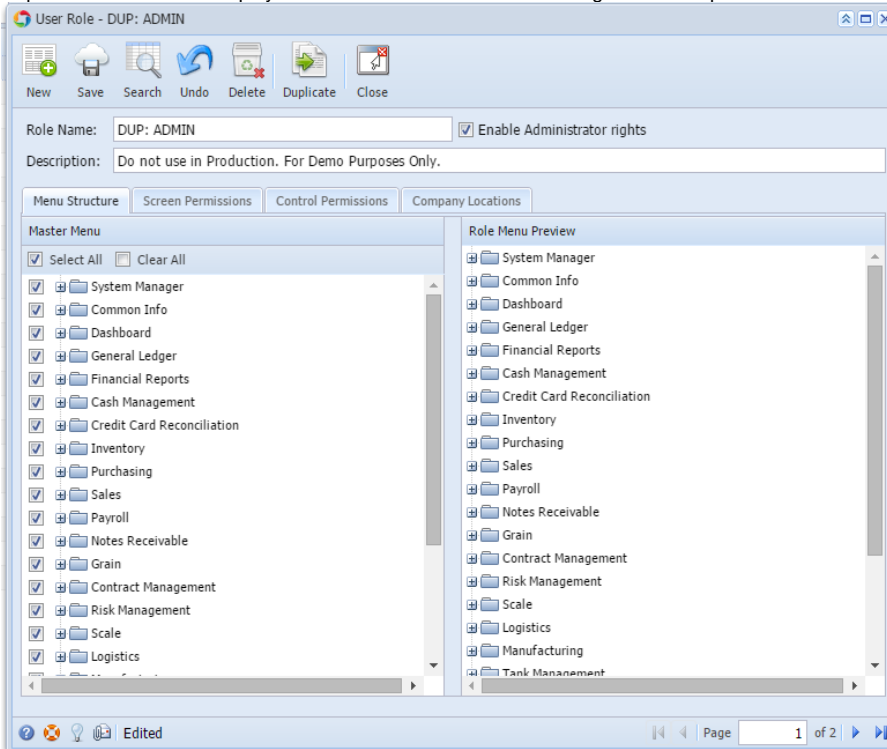 User Role - DUP: ADMIN
New Save Search Undo Delete Duplicate Close
Role Name: DUP: ADMIN Enable Administrator rights
Description: Do not use in Production. For Demo Purposes Only.
Menu Structure Screen Permissions Control Permissions Company Locations
Master Menu
Select All Clear All
System Manager
Common Info
Dashboard
General Ledger
Financial Reports
Cash Management
Credit Card Reconciliation
Inventory
Purchasing
Sales
Payroll
Notes Receivable
Grain
Contract Management
Risk Management
Scale
Logistics
Role Menu Preview
System Manager
Common Info
Dashboard
General Ledger
Financial Reports
Cash Management
Credit Card Reconciliation
Inventory
Purchasing
Sales
Payroll
Notes Receivable
Grain
Contract Management
Risk Management
Scale
Logistics
Manufacturing
Tank Management
Edited Page 1 of 2